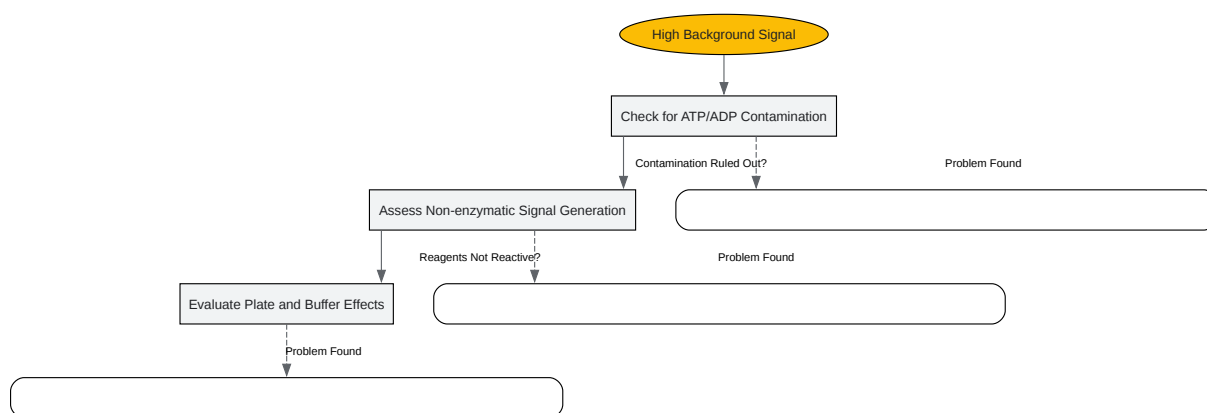 High Background Signal
Check for ATP/ADP Contamination
Contamination Ruled Out?
Problem Found
Assess Non-enzymatic Signal Generation
Reagents Not Reactive?
Problem Found
Evaluate Plate and Buffer Effects
Problem Found